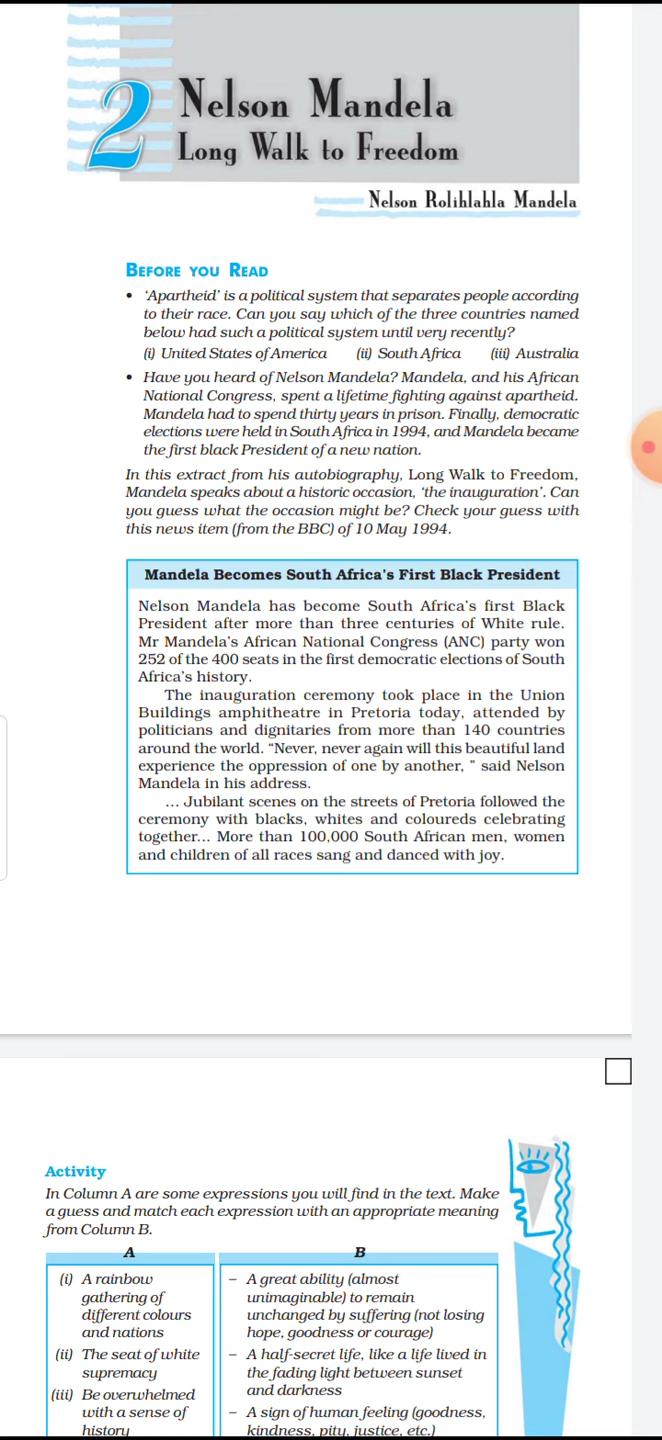 2
Nelson Mandela
Long Walk to Freedom
Nelson Rolihlahla Mandela
BEFORE YOU READ
• ‘Apartheid’ is a political system that separates people according
to their race. Can you say which of the three countries named
below had such a political system until very recently?
(i) United States of America (ii) South Africa (iii) Australia
• Have you heard of Nelson Mandela? Mandela, and his African
National Congress, spent a lifetime fighting against apartheid.
Mandela had to spend thirty years in prison. Finally, democratic
elections were held in South Africa in 1994, and Mandela became
the first black President of a new nation.
In this extract from his autobiography, Long Walk to Freedom,
Mandela speaks about a historic occasion, ‘the inauguration’. Can
you guess what the occasion might be? Check your guess with
this news item (from the BBC) of 10 May 1994.
Mandela Becomes South Africa's First Black President
Nelson Mandela has become South Africa's first Black
President after more than three centuries of White rule.
Mr Mandela's African National Congress (ANC) party won
252 of the 400 seats in the first democratic elections of South
Africa's history.
The inauguration ceremony took place in the Union
Buildings amphitheatre in Pretoria today, attended by
politicians and dignitaries from more than 140 countries
around the world. “Never, never again will this beautiful land
experience the oppression of one by another, ” said Nelson
Mandela in his address.
... Jubilant scenes on the streets of Pretoria followed the
ceremony with blacks, whites and coloureds celebrating
together... More than 100,000 South African men, women
and children of all races sang and danced with joy.
Activity
In Column A are some expressions you will find in the text. Make
a guess and match each expression with an appropriate meaning
from Column B.
A
(i) A rainbow
gathering of
different colours
and nations
(ii) The seat of white
supremacy
(iii) Be overwhelmed
with a sense of
history
B
– A great ability (almost
unimaginable) to remain
unchanged by suffering (not losing
hope, goodness or courage)
– A half-secret life, like a life lived in
the fading light between sunset
and darkness
– A sign of human feeling (goodness,
kindness, pity, justice, etc.)